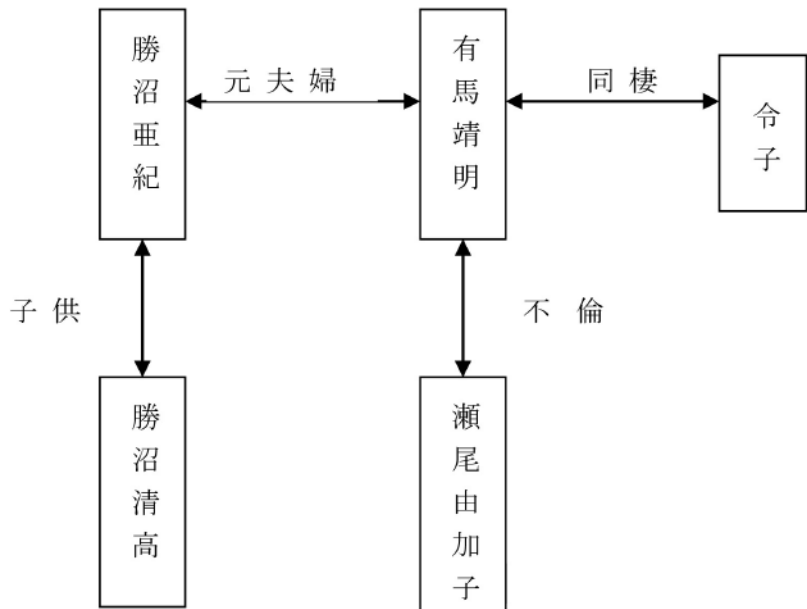 勝沼亜紀
元夫婦
有馬靖明
同棲
令子
子供
不倫
勝沼清高
瀬尾由加子